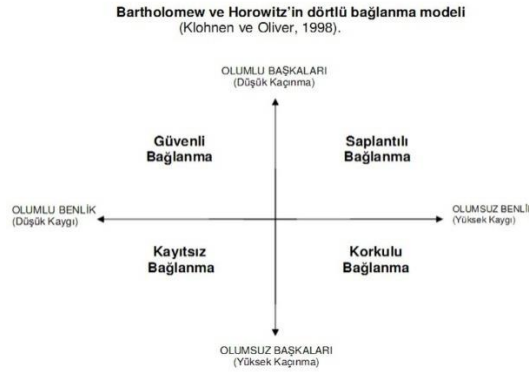 Bartholomew ve Horowitz'in dörtlü bağlanma modeli
(Klohnen ve Oliver, 1998).
OLUMLU BAŞKALARI
(Düşük Kaçınma)
Güvenli
Bağlanma
Saplantılı
Bağlanma
OLUMLU BENLİK
(Düşük Kaygı)
OLUMSUZ BENLİ
(Yüksek Kaygı)
Kayıtsız
Bağlanma
Korkulu
Bağlanma
OLUMSUZ BAŞKALARI
(Yüksek Kaçınma)